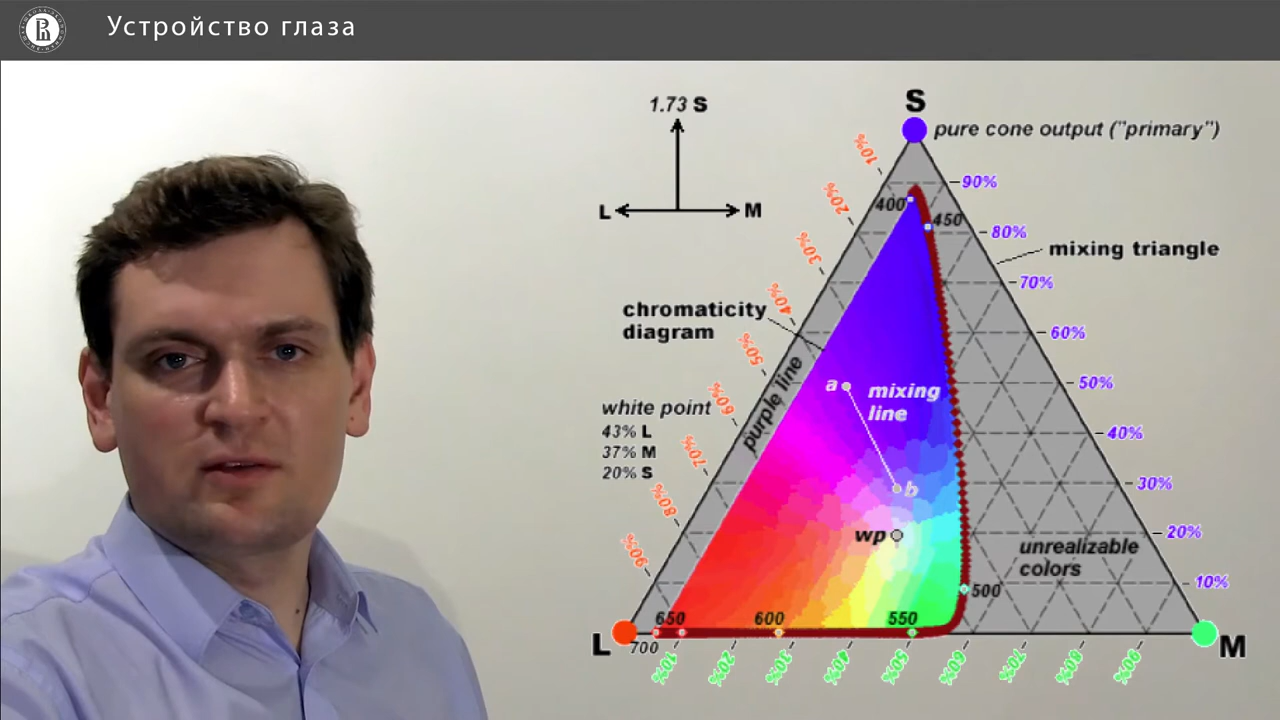 Устройство глаза
1.73 S
L M
S
pure cone output ("primary")
10%
20%
30%
40%
50%
60%
70%
80%
90%
90%
80%
70%
60%
50%
40%
30%
20%
10%
400
450
mixing triangle
chromaticity
diagram
purple line
a
mixing
line
b
white point
43% L
37% M
20% S
wp
unrealizable
colors
500
650 600 550
L
700
M
10% 20% 30% 40% 50% 60% 70% 80% 90%